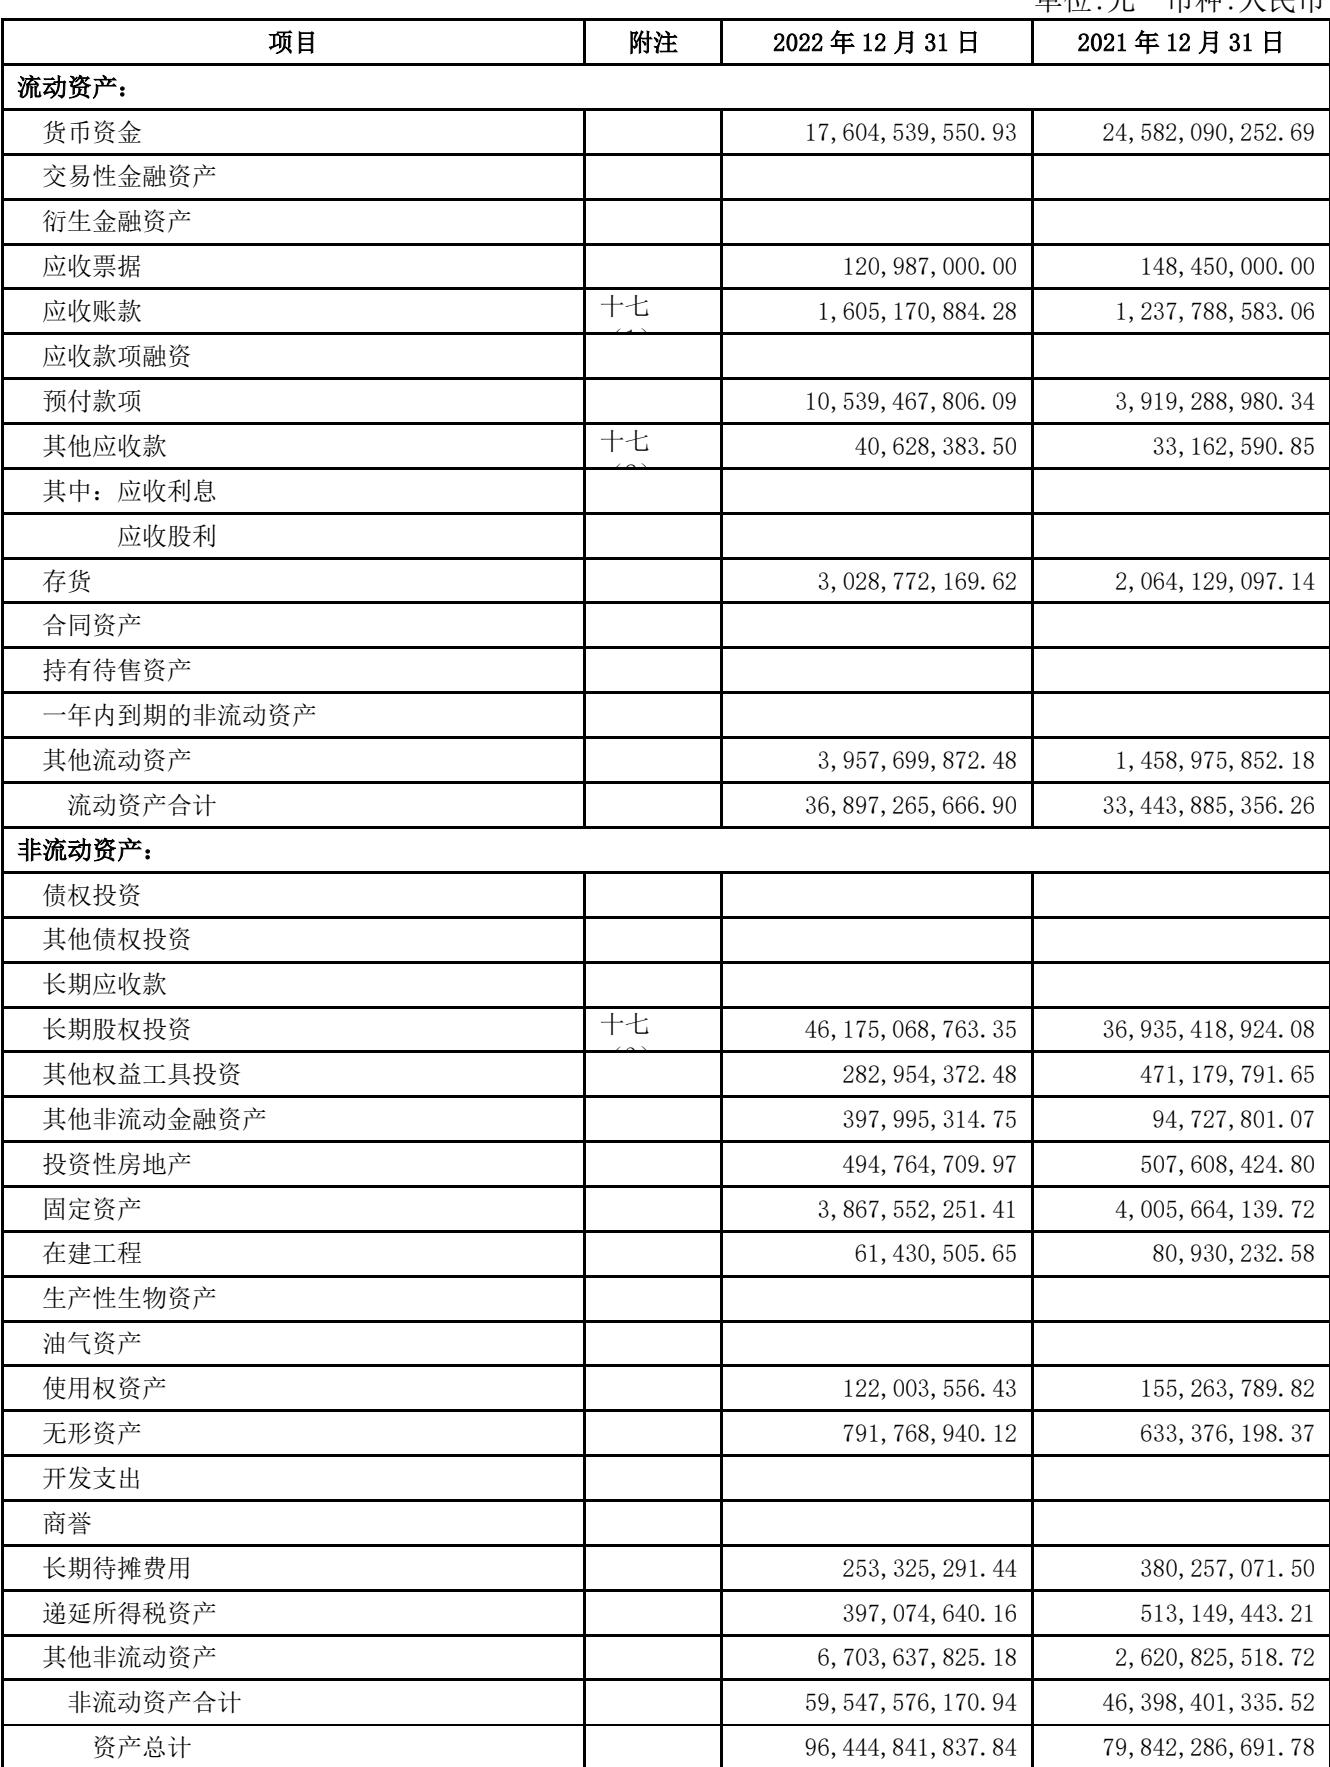 单位:元 币种:人民币
项目 附注 2022 年 12 月 31 日 2021 年 12 月 31 日
流动资产：
货币资金 17,604,539,550.93 24,582,090,252.69
交易性金融资产
衍生金融资产
应收票据 120,987,000.00 148,450,000.00
应收账款 十七 1,605,170,884.28 1,237,788,583.06
应收款项融资
预付款项 10,539,467,806.09 3,919,288,980.34
其他应收款 十七 40,628,383.50 33,162,590.85
其中：应收利息
应收股利
存货 3,028,772,169.62 2,064,129,097.14
合同资产
持有待售资产
一年内到期的非流动资产
其他流动资产 3,957,699,872.48 1,458,975,852.18
流动资产合计 36,897,265,666.90 33,443,885,356.26
非流动资产：
债权投资
其他债权投资
长期应收款
长期股权投资 十七 46,175,068,763.35 36,935,418,924.08
其他权益工具投资 282,954,372.48 471,179,791.65
其他非流动金融资产 397,995,314.75 94,727,801.07
投资性房地产 494,764,709.97 507,608,424.80
固定资产 3,867,552,251.41 4,005,664,139.72
在建工程 61,430,505.65 80,930,232.58
生产性生物资产
油气资产
使用权资产 122,003,556.43 155,263,789.82
无形资产 791,768,940.12 633,376,198.37
开发支出
商誉
长期待摊费用 253,325,291.44 380,257,071.50
递延所得税资产 397,074,640.16 513,149,443.21
其他非流动资产 6,703,637,825.18 2,620,825,518.72
非流动资产合计 59,547,576,170.94 46,398,401,335.52
资产总计 96,444,841,837.84 79,842,286,691.78